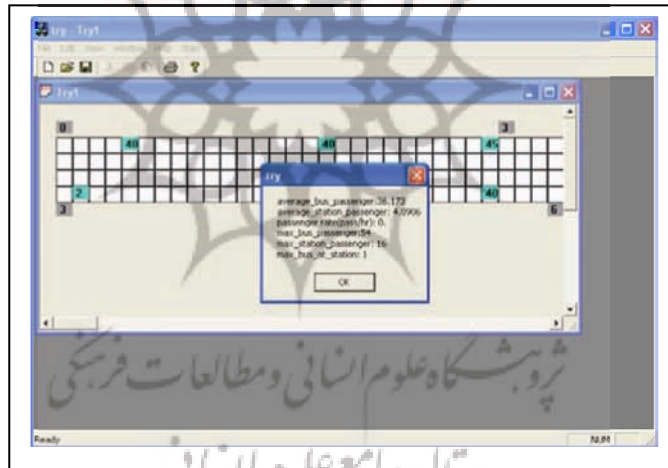 try - Try1
File Edit View Window Help Start
Try1
0 3
40 40 45
2 40
3 6
try
average_bus_passenger:36.173
average_station_passenger: 4.0906
passenger rate(pass/hr): 0.
max_bus_passenger:54
max_station_passenger: 16
max_bus_nt_station: 1
OK
پژوهشگاه علوم انسانی و مطالعات فرهنگی
Ready NUM